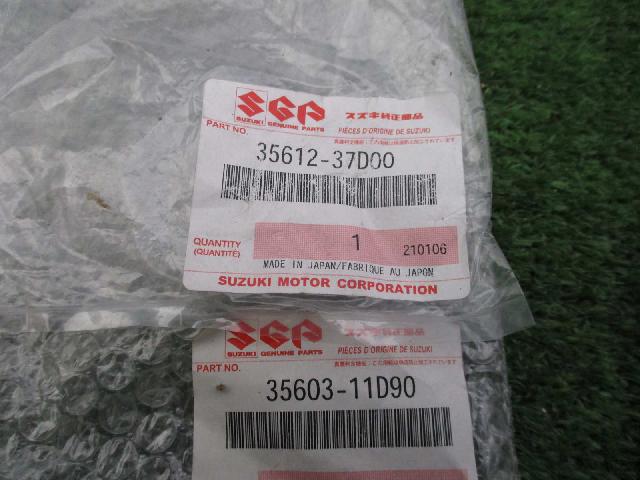 SGP
スズキ純正部品
SUZUKI GENUINE PARTS
PIÈCES D'ORIGINE DE SUZUKI
PART NO.
35612-37D00
QUANTITY
(QUANTITÉ)
1
210106
MADE IN JAPAN/FABRIQUE AU JAPON
SUZUKI MOTOR CORPORATION
SGP
スズキ純正部品
SUZUKI GENUINE PARTS
PIÈCES D'ORIGINE DE SUZUKI
PART NO.
35603-11D90